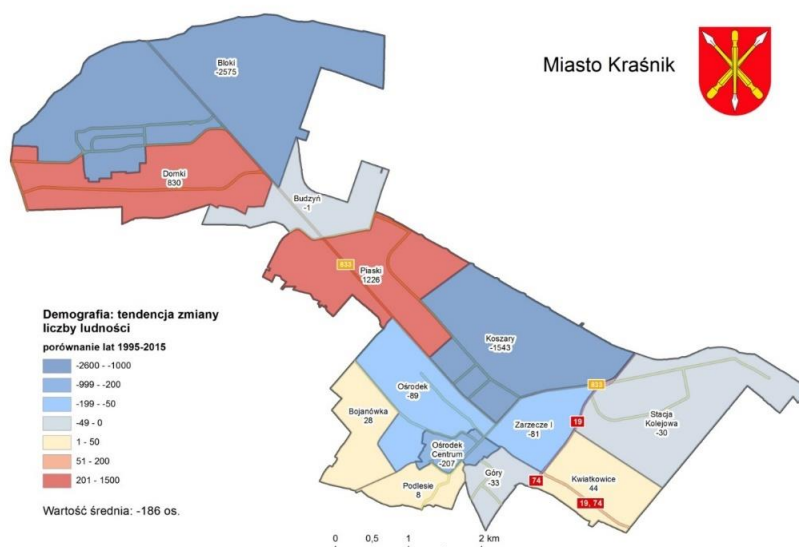 Miasto Kraśnik
Bloki
-2575
Domki
830
Budzyń
-1
833
Piaski
1226
Koszary
-1543
833
Ośrodek
-89
Bojanówka
28
Zarzecze I
-81
19
Stacja
Kolejowa
-30
Ośrodek
Centrum
-207
Góry
-33
74
Kwiatkowice
44
19, 74
Podlesie
8
Demografia: tendencja zmiany
liczby ludności
porównanie lat 1995-2015
-2600 - -1000
-999 - -200
-199 - -50
-49 - 0
1 - 50
51 - 200
201 - 1500
Wartość średnia: -186 os.
0 0,5 1 2 km